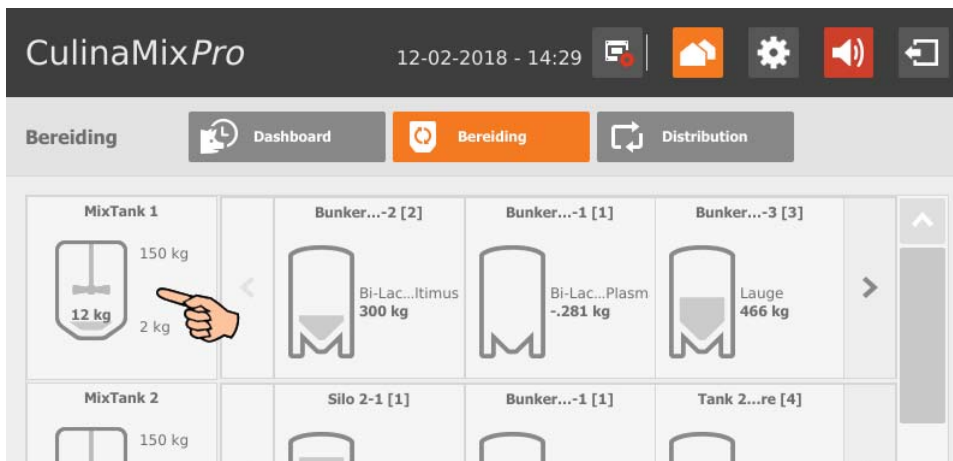 CulinaMixPro
12-02-2018 - 14:29
Bereiding
Dashboard
Bereiding
Distribution
MixTank 1
150 kg
12 kg
2 kg
Bunker...-2 [2]
Bi-Lac...ltimus
300 kg
Bunker...-1 [1]
Bi-Lac...Plasm
-.281 kg
Bunker...-3 [3]
Lauge
466 kg
MixTank 2
150 kg
Silo 2-1 [1]
Bunker...-1 [1]
Tank 2...re [4]